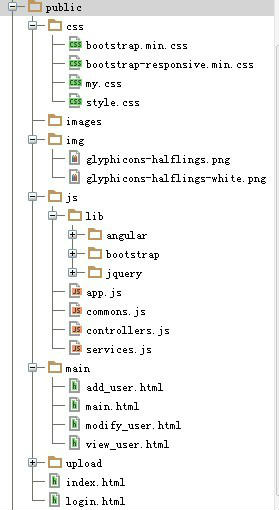 public
css
bootstrap.min.css
bootstrap-responsive.min.css
my.css
style.css
images
img
glyphicons-halflings.png
glyphicons-halflings-white.png
js
lib
angular
bootstrap
jquery
app.js
commons.js
controllers.js
services.js
main
add_user.html
main.html
modify_user.html
view_user.html
upload
index.html
login.html